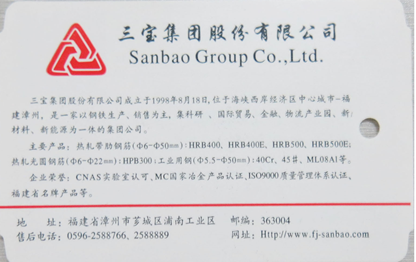 三宝集团股份有限公司
Sanbao Group Co.,Ltd.
三宝集团股份有限公司成立于1998年8月18日,位于海峡西岸经济区中心城市-福
建漳州, 是一家以钢铁生产、销售为主, 集科研 、国际贸易、金融、物流产业园、新
材料、新能源为一体的集团公司。
主要产品: 热轧带肋钢筋 (Φ6-Φ50mm): HRB400, HRB400E, HRB500, HRB500E;
热轧光圆钢筋(Φ6-Φ22mm): HPB300; 工业用钢(Φ5.5-Φ50mm): 40Cr, 45#, ML08Al等。
企业荣誉: CNAS实验室认可、MC国家冶金产品认证、ISO9000质量管理体系认证,
福建省名牌产品等。
地 址: 福建省漳州市芗城区浦南工业区 邮编: 363004
售后电话: 0596-2588766、2588889 网址: Http://www.fj-sanbao.com